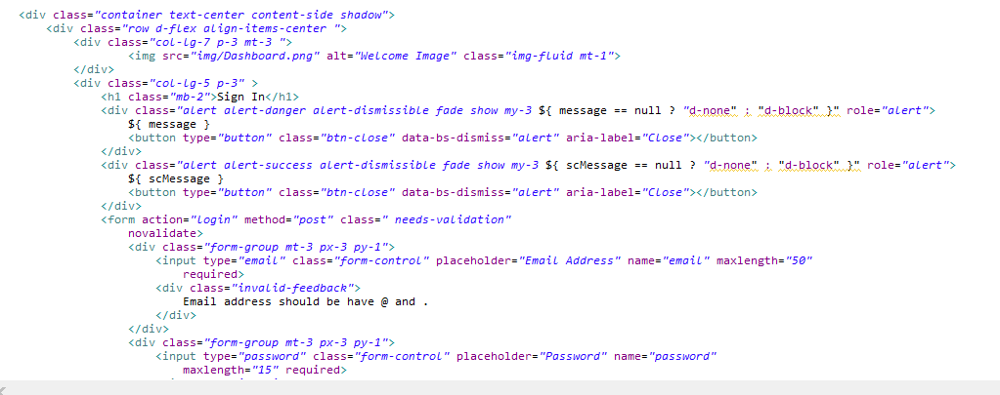 <div class="container text-center content-side shadow">
<div class="row d-flex align-items-center ">
<div class="col-lg-7 p-3 mt-3 ">
<img src="img/Dashboard.png" alt="Welcome Image" class="img-fluid mt-1">
</div>
<div class="col-lg-5 p-3" >
<h1 class="mb-2">Sign In</h1>
<div class="alert alert-danger alert-dismissible fade show my-3 ${ message == null ? "d-none" : "d-block" }" role="alert">
${ message }
<button type="button" class="btn-close" data-bs-dismiss="alert" aria-label="Close"></button>
</div>
<div class="alert alert-success alert-dismissible fade show my-3 ${ scMessage == null ? "d-none" : "d-block" }" role="alert">
${ scMessage }
<button type="button" class="btn-close" data-bs-dismiss="alert" aria-label="Close"></button>
</div>
<form action="login" method="post" class=" needs-validation"
novalidate>
<div class="form-group mt-3 px-3 py-1">
<input type="email" class="form-control" placeholder="Email Address" name="email" maxlength="50"
required>
<div class="invalid-feedback">
Email address should be have @ and .
</div>
</div>
<div class="form-group mt-3 px-3 py-1">
<input type="password" class="form-control" placeholder="Password" name="password"
maxlength="15" required>